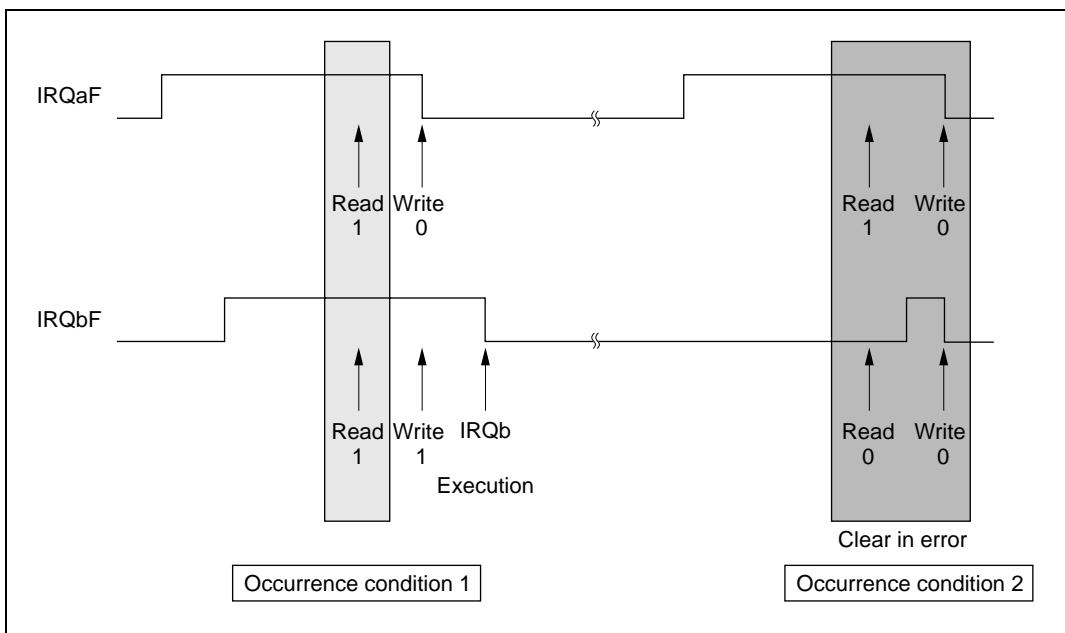 IRQaF
Read Write
1 0
Read Write
1 0
IRQbF
Read Write IRQb
1 1
Execution
Read Write
0 0
Clear in error
Occurrence condition 1
Occurrence condition 2